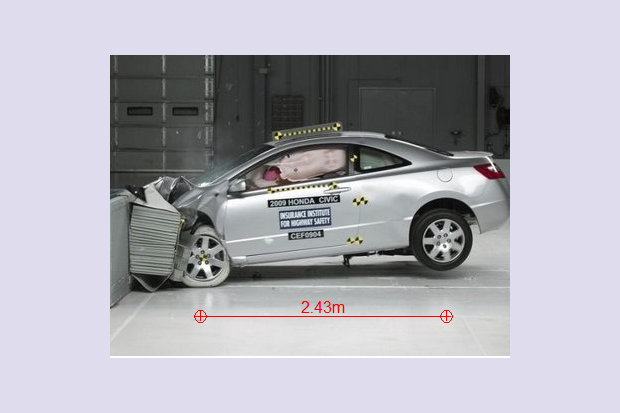 2009 HONDA CIVIC
INSURANCE INSTITUTE
FOR HIGHWAY SAFETY
CEF0904
2.43m